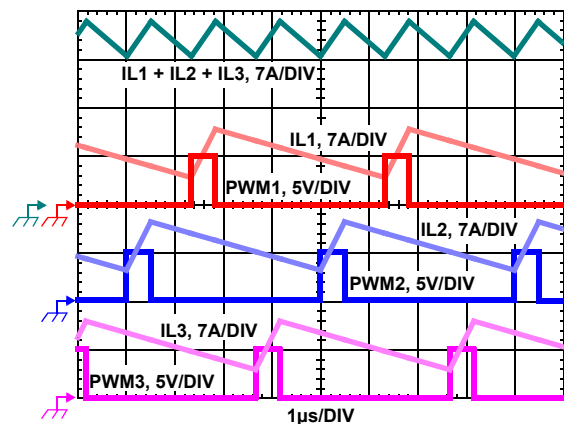 IL1 + IL2 + IL3, 7A/DIV
IL1, 7A/DIV
PWM1, 5V/DIV
IL2, 7A/DIV
PWM2, 5V/DIV
IL3, 7A/DIV
PWM3, 5V/DIV
1µs/DIV